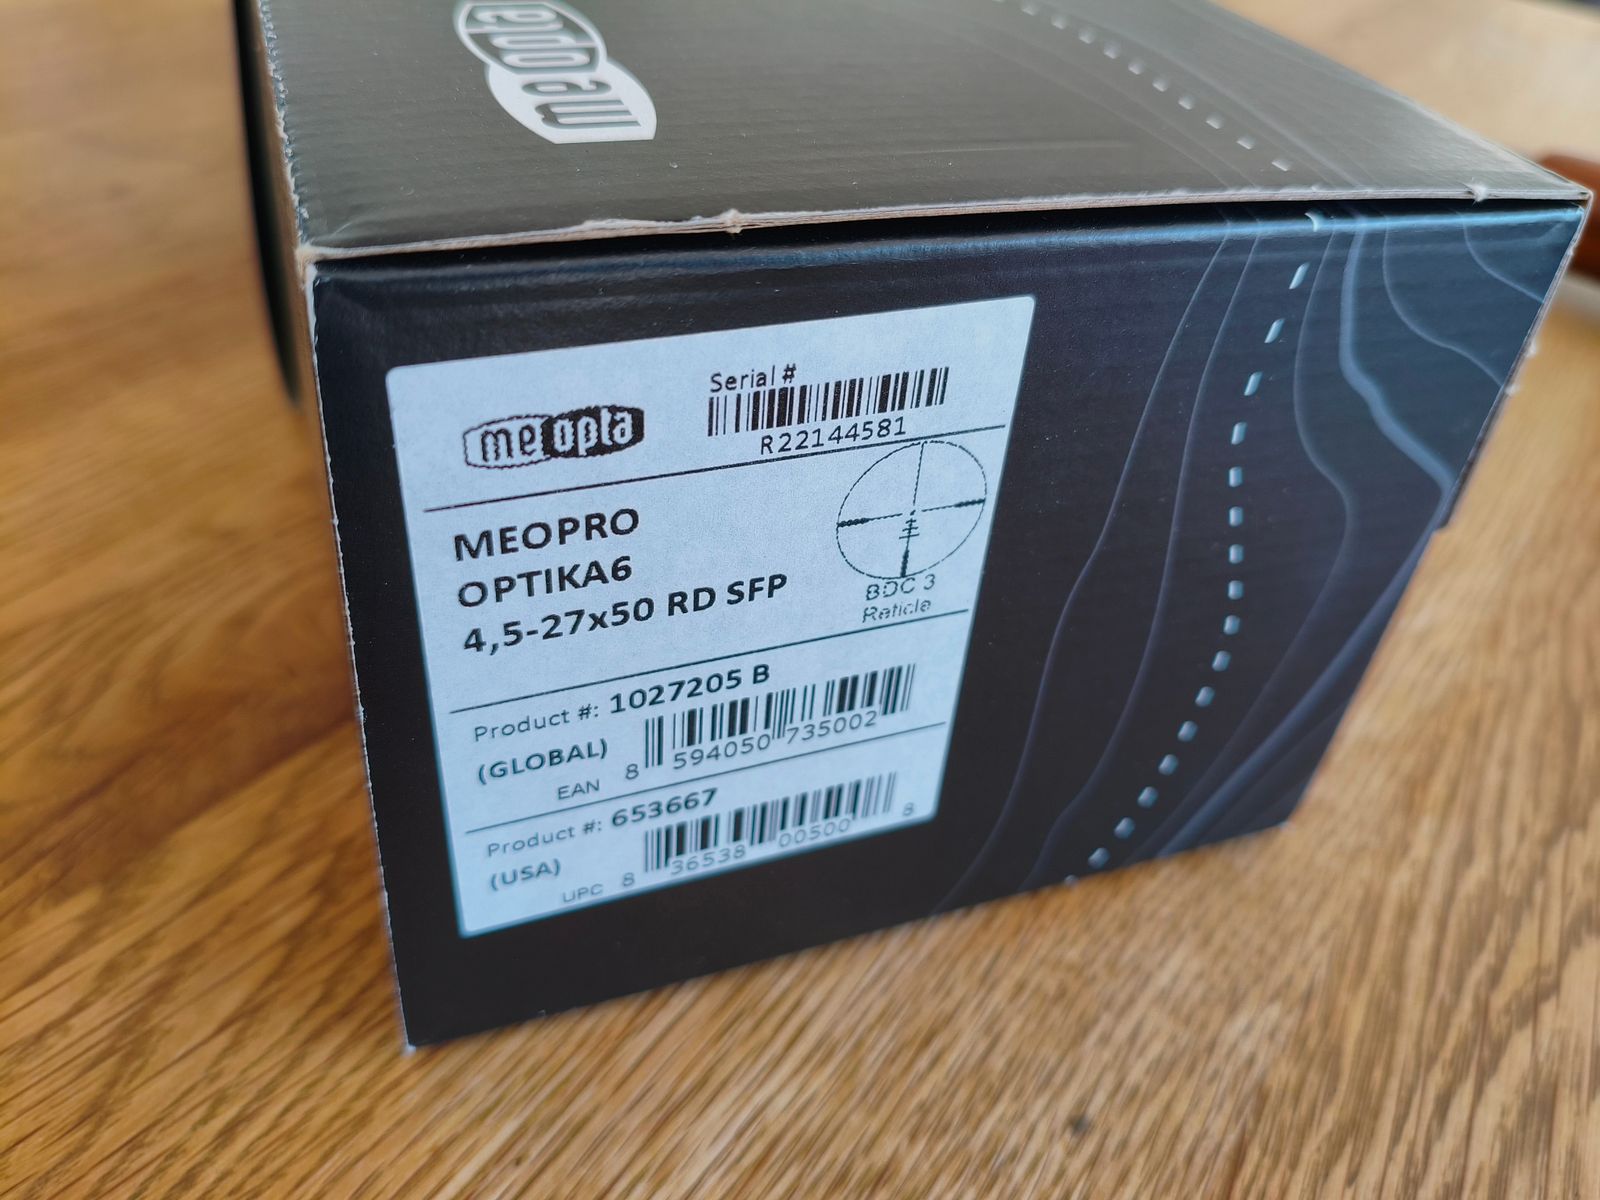 meopta
meopta
Serial #
R22144581
MEOPRO
OPTIKA6
4,5-27x50 RD SFP
BDC 3
Reticle
Product #: 1027205 B
(GLOBAL)
EAN 8 594050 735002
Product #: 653667
(USA)
UPC 8 36538 00500 8